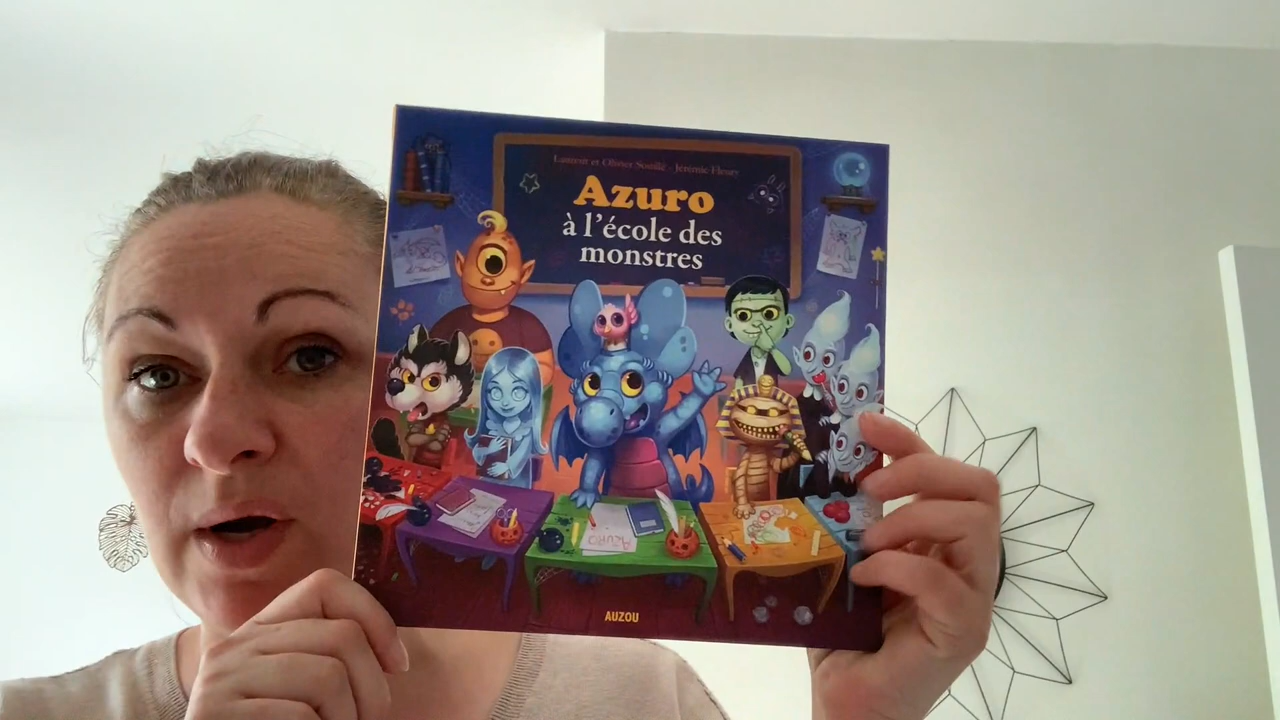 Laurent et Olivier Souillé - Jérémie Fleury
Azuro
à l'école des
monstres
AZURO
AUZOU